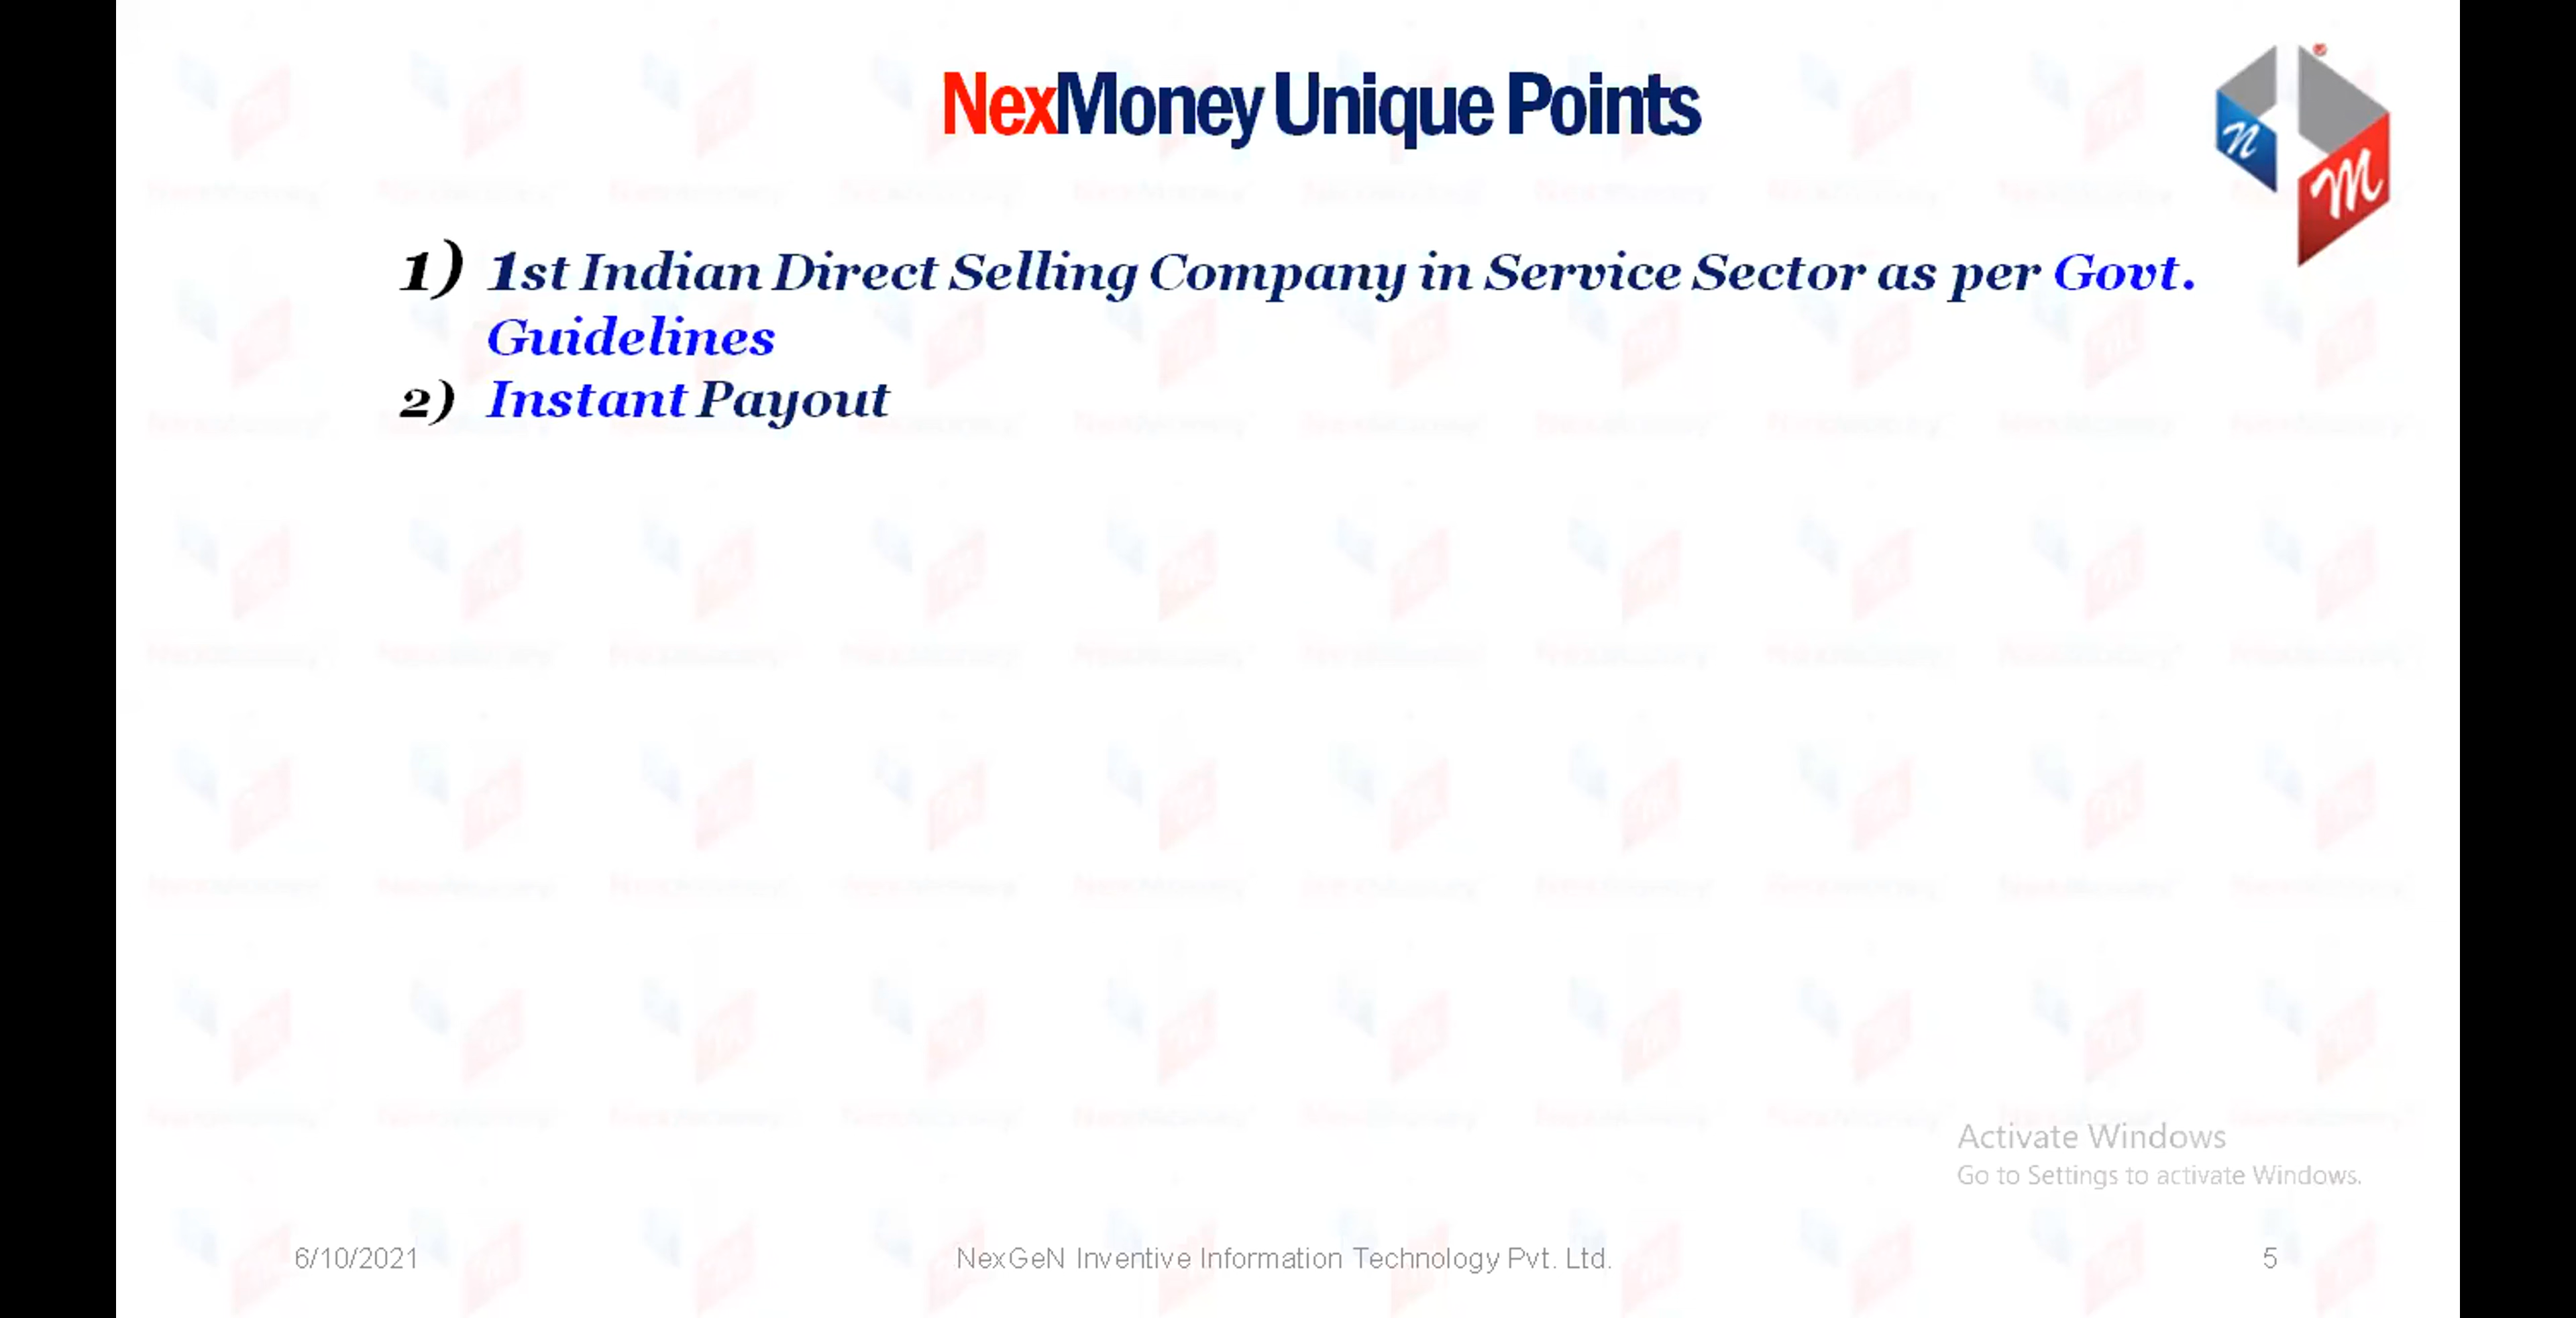 NexMoney Unique Points
n
M
1) 1st Indian Direct Selling Company in Service Sector as per Govt.
Guidelines
2) Instant Payout
Activate Windows
Go to Settings to activate Windows.
6/10/2021
NexGeN Inventive Information Technology Pvt. Ltd.
5